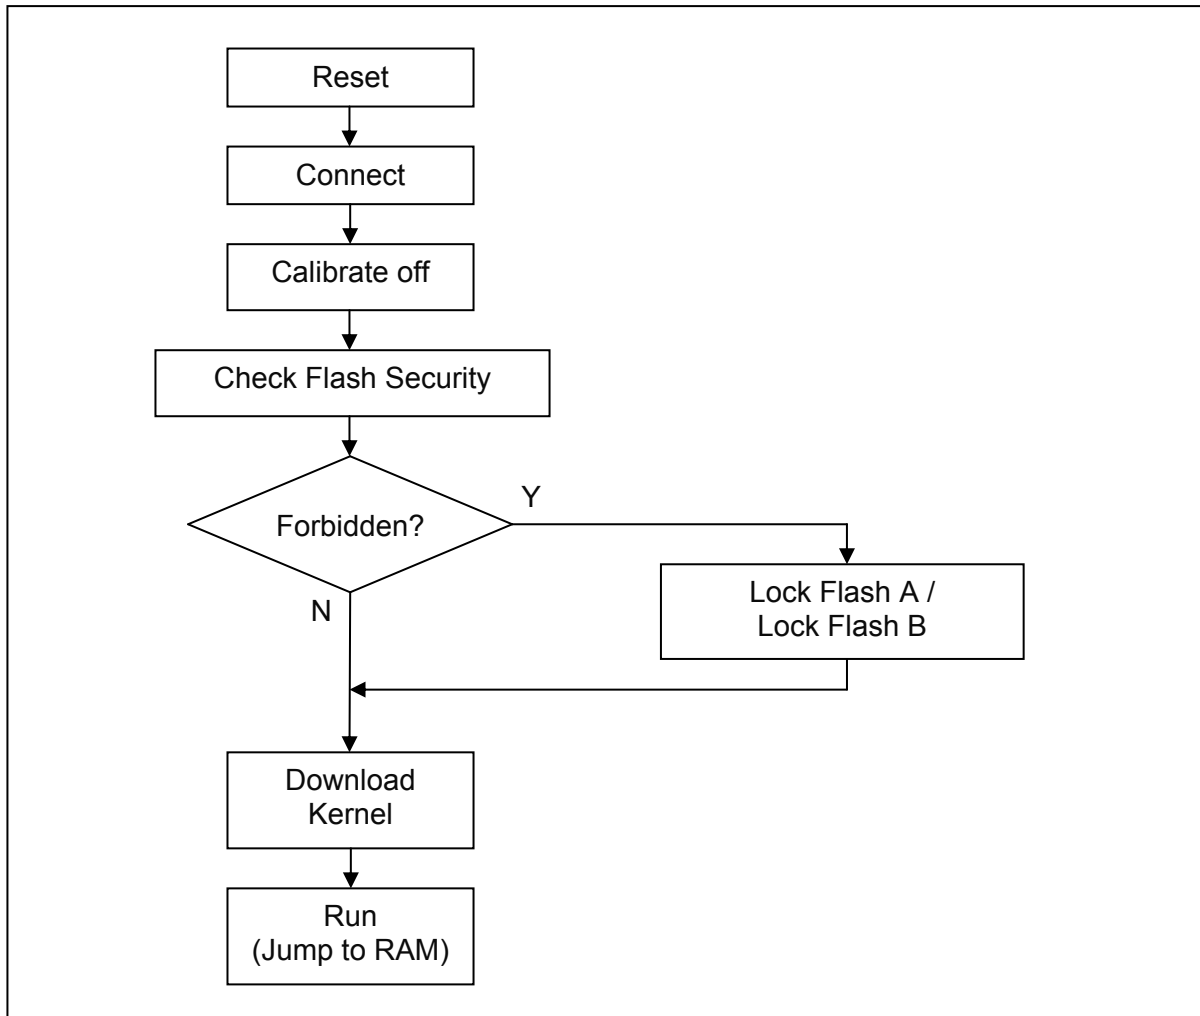 Reset
Connect
Calibrate off
Check Flash Security
Forbidden?
Y
N
Lock Flash A /
Lock Flash B
Download
Kernel
Run
(Jump to RAM)